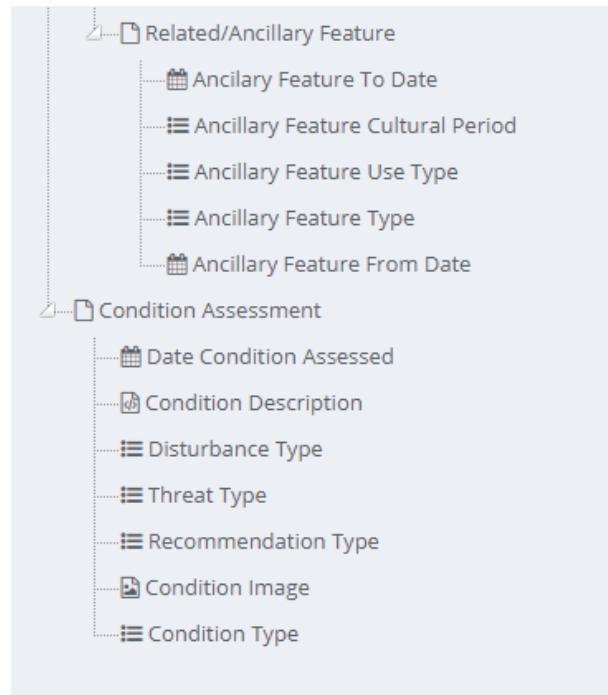 Related/Ancillary Feature
Ancilary Feature To Date
Ancillary Feature Cultural Period
Ancillary Feature Use Type
Ancillary Feature Type
Ancillary Feature From Date
Condition Assessment
Date Condition Assessed
Condition Description
Disturbance Type
Threat Type
Recommendation Type
Condition Image
Condition Type